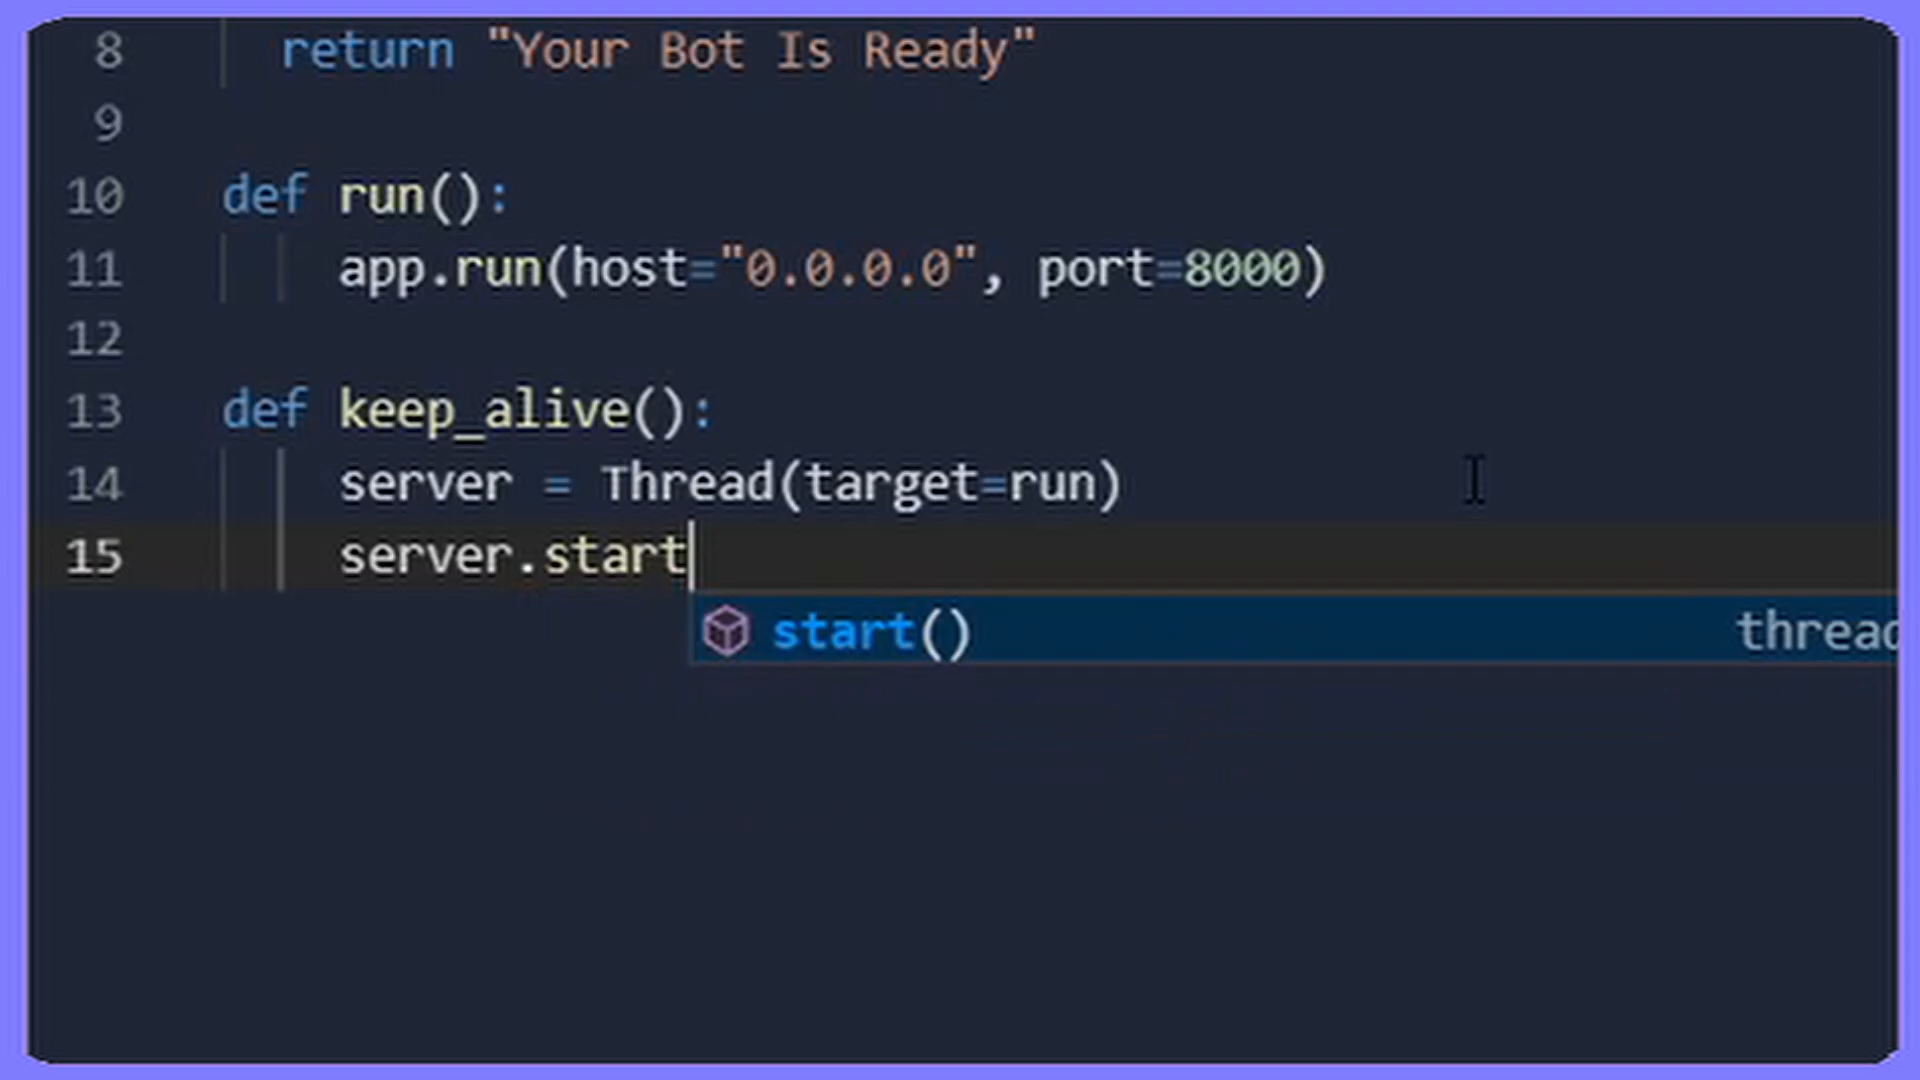 8 return "Your Bot Is Ready"
9
10 def run():
11 app.run(host="0.0.0.0", port=8000)
12
13 def keep_alive():
14 server = Thread(target=run)
15 server.start
start() thread